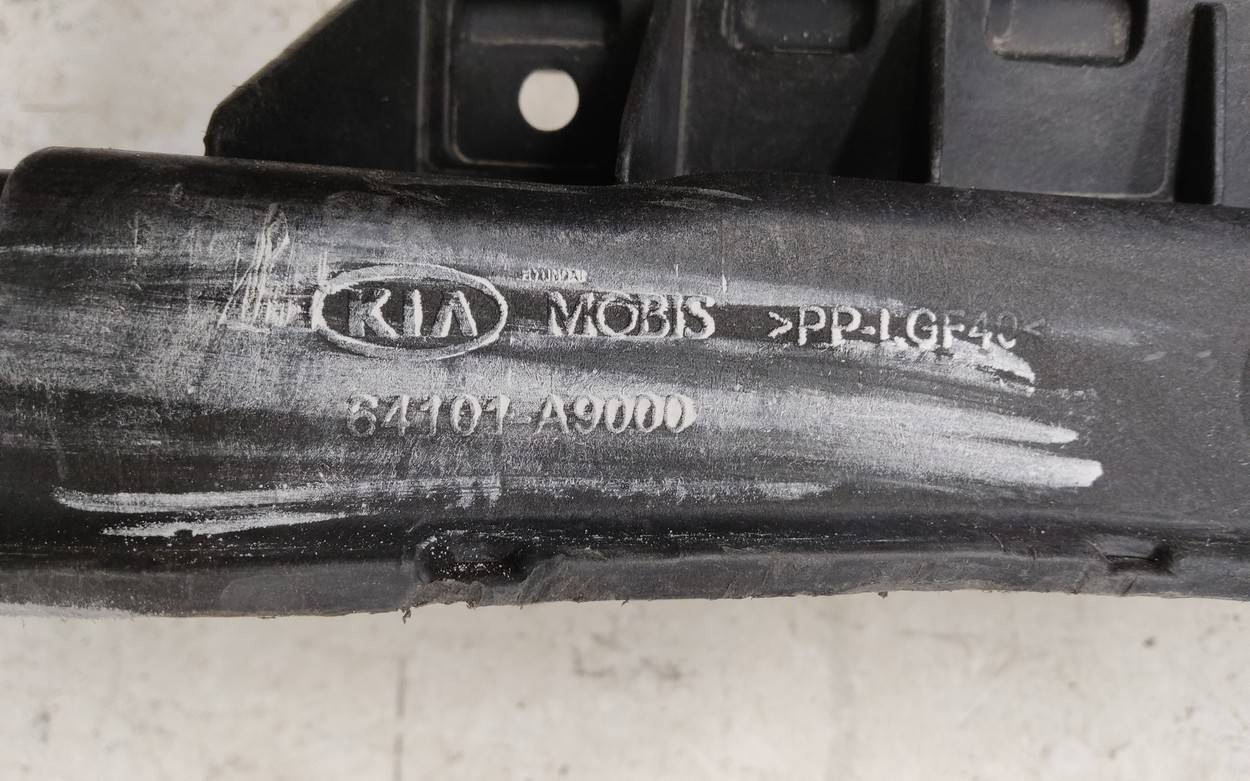 KIA HYUNDAI MOBIS >PP-LGF40<
64101-A9000